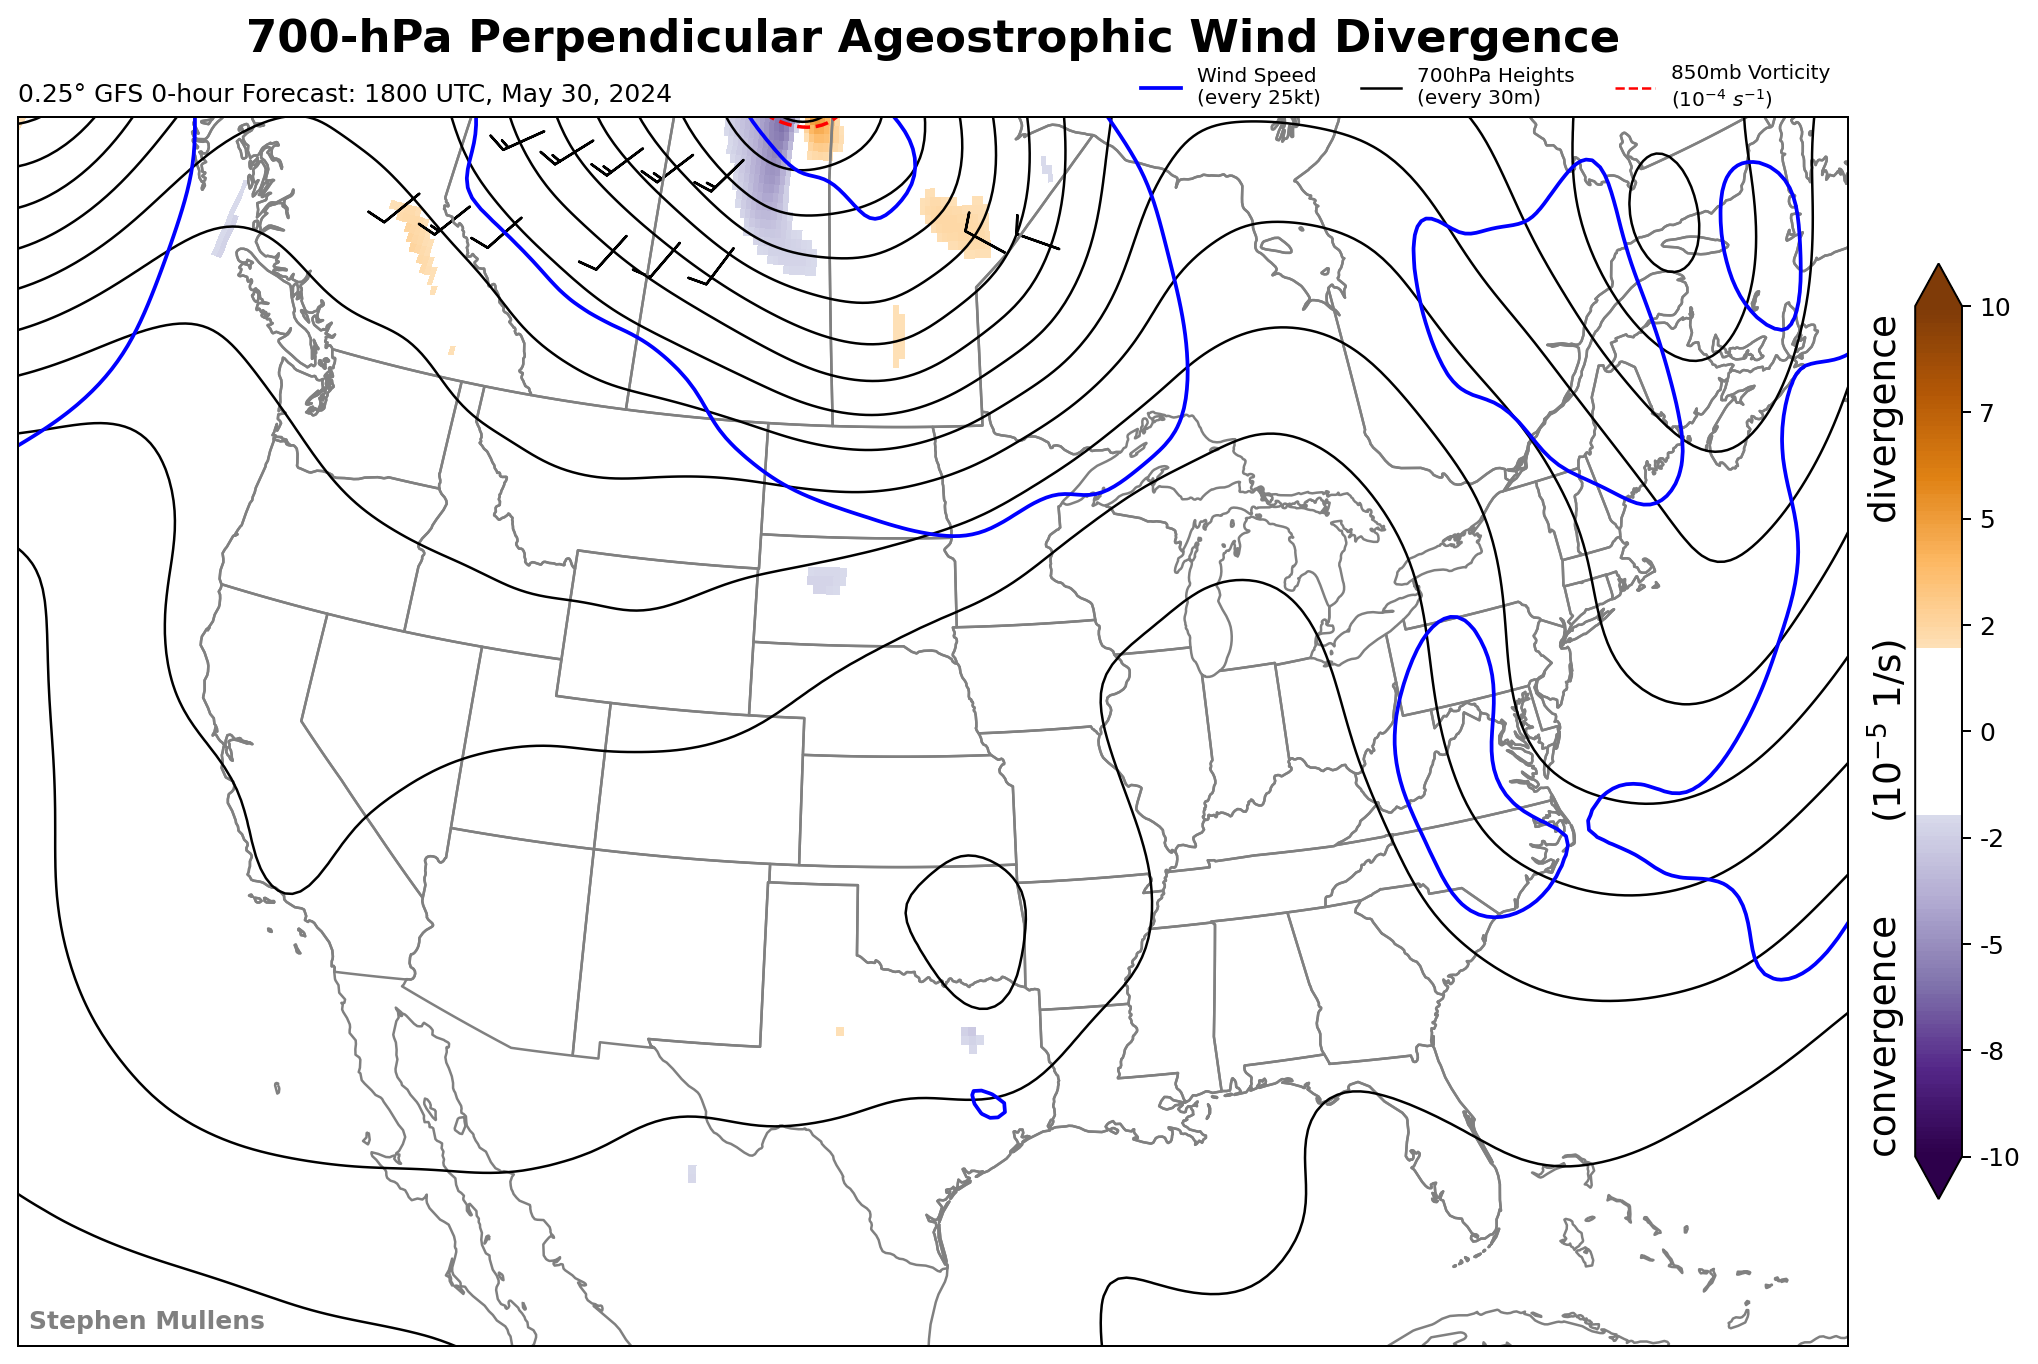 700-hPa Perpendicular Ageostrophic Wind Divergence
0.25° GFS 0-hour Forecast: 1800 UTC, May 30, 2024
Wind Speed
(every 25kt)
700hPa Heights
(every 30m)
850mb Vorticity
(10⁻⁴ s⁻¹)
10
7
5
2
0
-2
-5
-8
-10
convergence (10⁻⁵ 1/s) divergence
Stephen Mullens